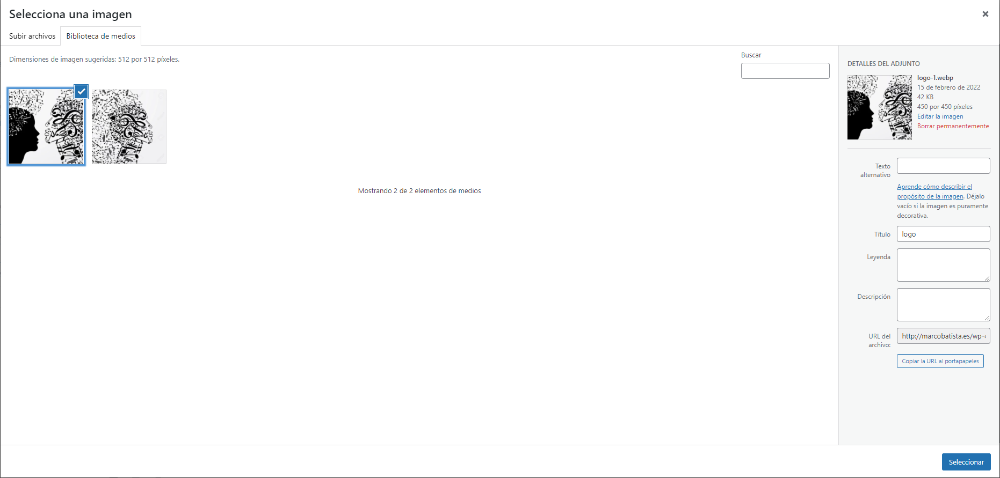 Selecciona una imagen
Subir archivos
Biblioteca de medios
Dimensiones de imagen sugeridas: 512 por 512 píxeles.
Buscar
Mostrando 2 de 2 elementos de medios
DETALLES DEL ADJUNTO
logo-1.webp
15 de febrero de 2022
42 KB
450 por 450 píxeles
Editar la imagen
Borrar permanentemente
Texto
alternativo
Aprende cómo describir el
propósito de la imagen. Déjalo
vacío si la imagen es puramente
decorativa.
Título
logo
Leyenda
Descripción
URL del
archivo:
http://marcobatista.es/wp-
Copiar la URL al portapapeles
Seleccionar